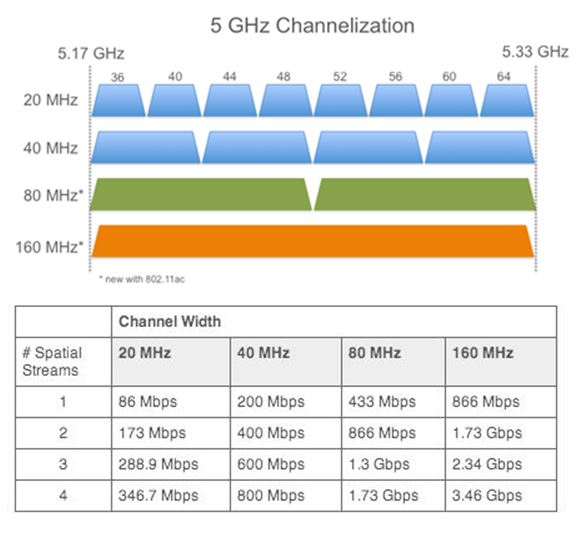 5 GHz Channelization
5.17 GHz
5.33 GHz
36 40 44 48 52 56 60 64
20 MHz
40 MHz
80 MHz*
160 MHz*
* new with 802.11ac
Channel Width
# Spatial Streams 20 MHz 40 MHz 80 MHz 160 MHz
1 86 Mbps 200 Mbps 433 Mbps 866 Mbps
2 173 Mbps 400 Mbps 866 Mbps 1.73 Gbps
3 288.9 Mbps 600 Mbps 1.3 Gbps 2.34 Gbps
4 346.7 Mbps 800 Mbps 1.73 Gbps 3.46 Gbps